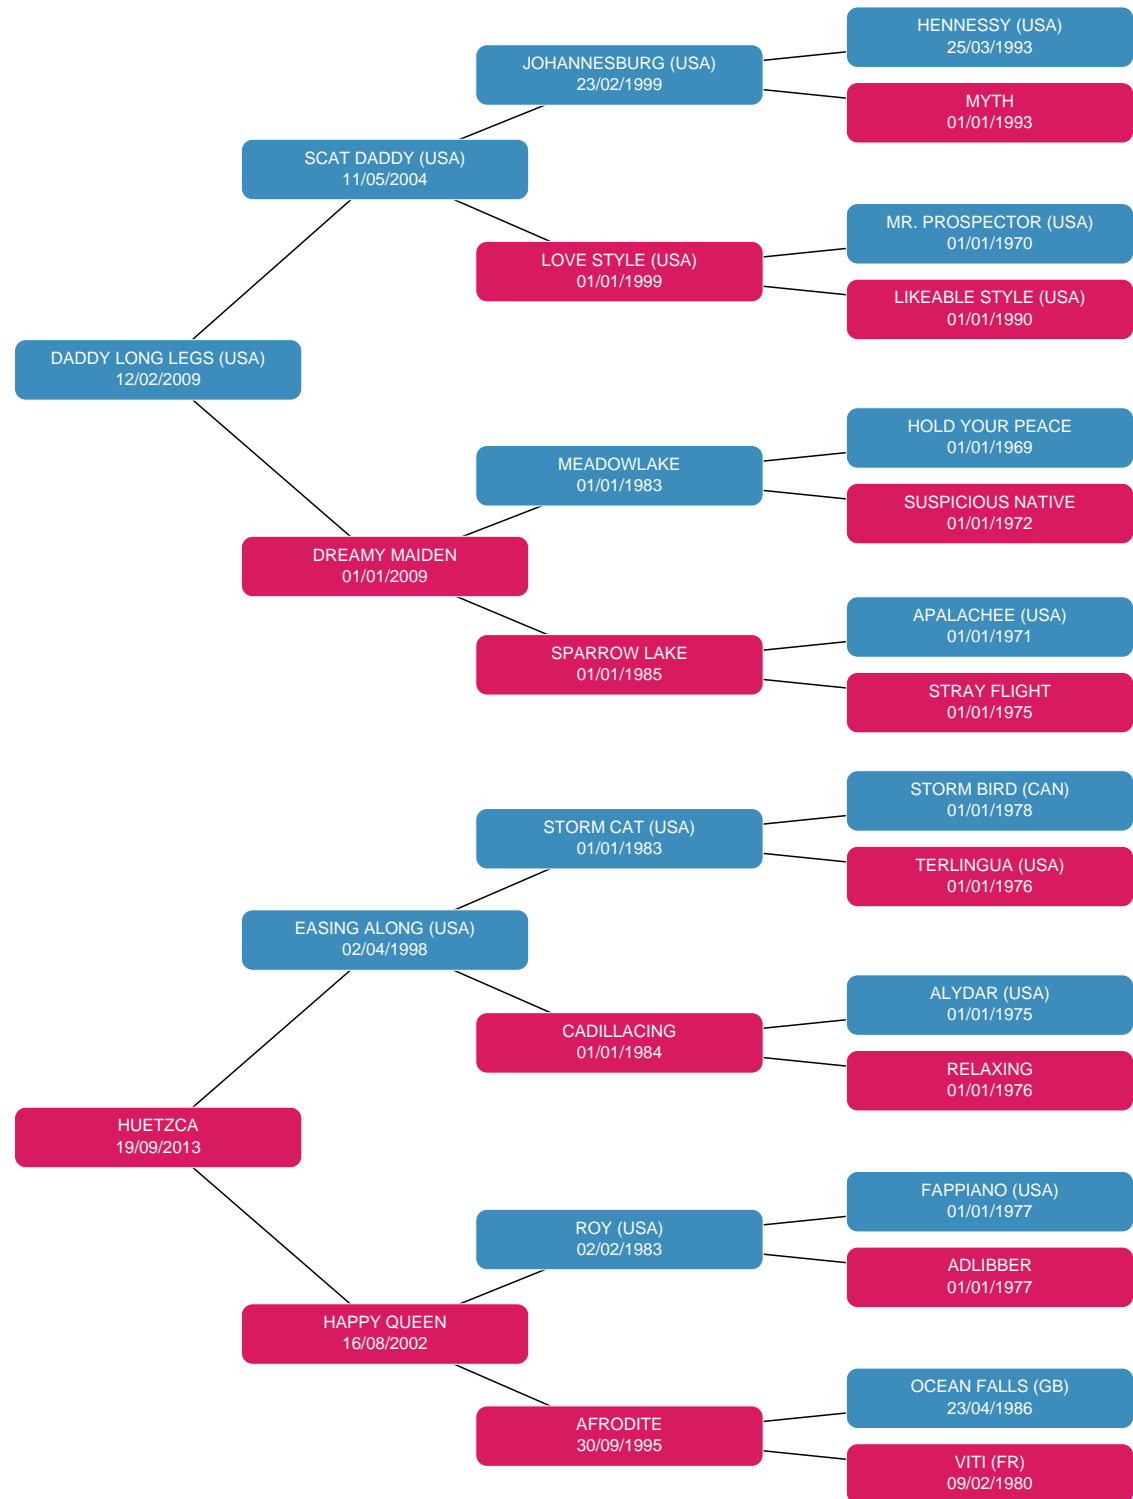 HENNESSY (USA)
25/03/1993
JOHANNESBURG (USA)
23/02/1999
MYTH
01/01/1993
SCAT DADDY (USA)
11/05/2004
MR. PROSPECTOR (USA)
01/01/1970
LOVE STYLE (USA)
01/01/1999
LIKEABLE STYLE (USA)
01/01/1990
DADDY LONG LEGS (USA)
12/02/2009
HOLD YOUR PEACE
01/01/1969
MEADOWLAKE
01/01/1983
SUSPICIOUS NATIVE
01/01/1972
DREAMY MAIDEN
01/01/2009
APALACHEE (USA)
01/01/1971
SPARROW LAKE
01/01/1985
STRAY FLIGHT
01/01/1975
STORM BIRD (CAN)
01/01/1978
STORM CAT (USA)
01/01/1983
TERLINGUA (USA)
01/01/1976
EASING ALONG (USA)
02/04/1998
ALYDAR (USA)
01/01/1975
CADILLACING
01/01/1984
RELAXING
01/01/1976
HUETZCA
19/09/2013
FAPPIANO (USA)
01/01/1977
ROY (USA)
02/02/1983
ADLIBBER
01/01/1977
HAPPY QUEEN
16/08/2002
OCEAN FALLS (GB)
23/04/1986
AFRODITE
30/09/1995
VITI (FR)
09/02/1980